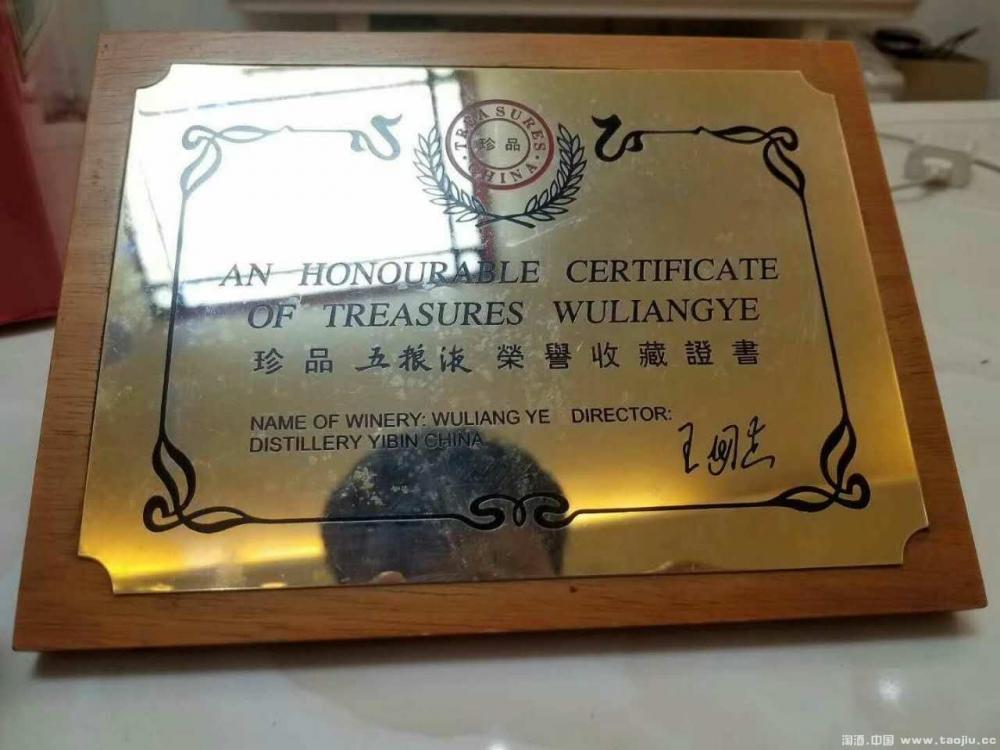 TREASURES
珍品
CHINA
AN HONOURABLE CERTIFICATE
OF TREASURES WULIANGYE
珍品 五粮液 榮譽收藏證書
NAME OF WINERY: WULIANG YE DIRECTOR:
DISTILLERY YIBIN CHINA
淘酒.中国 www.taojiu.cc